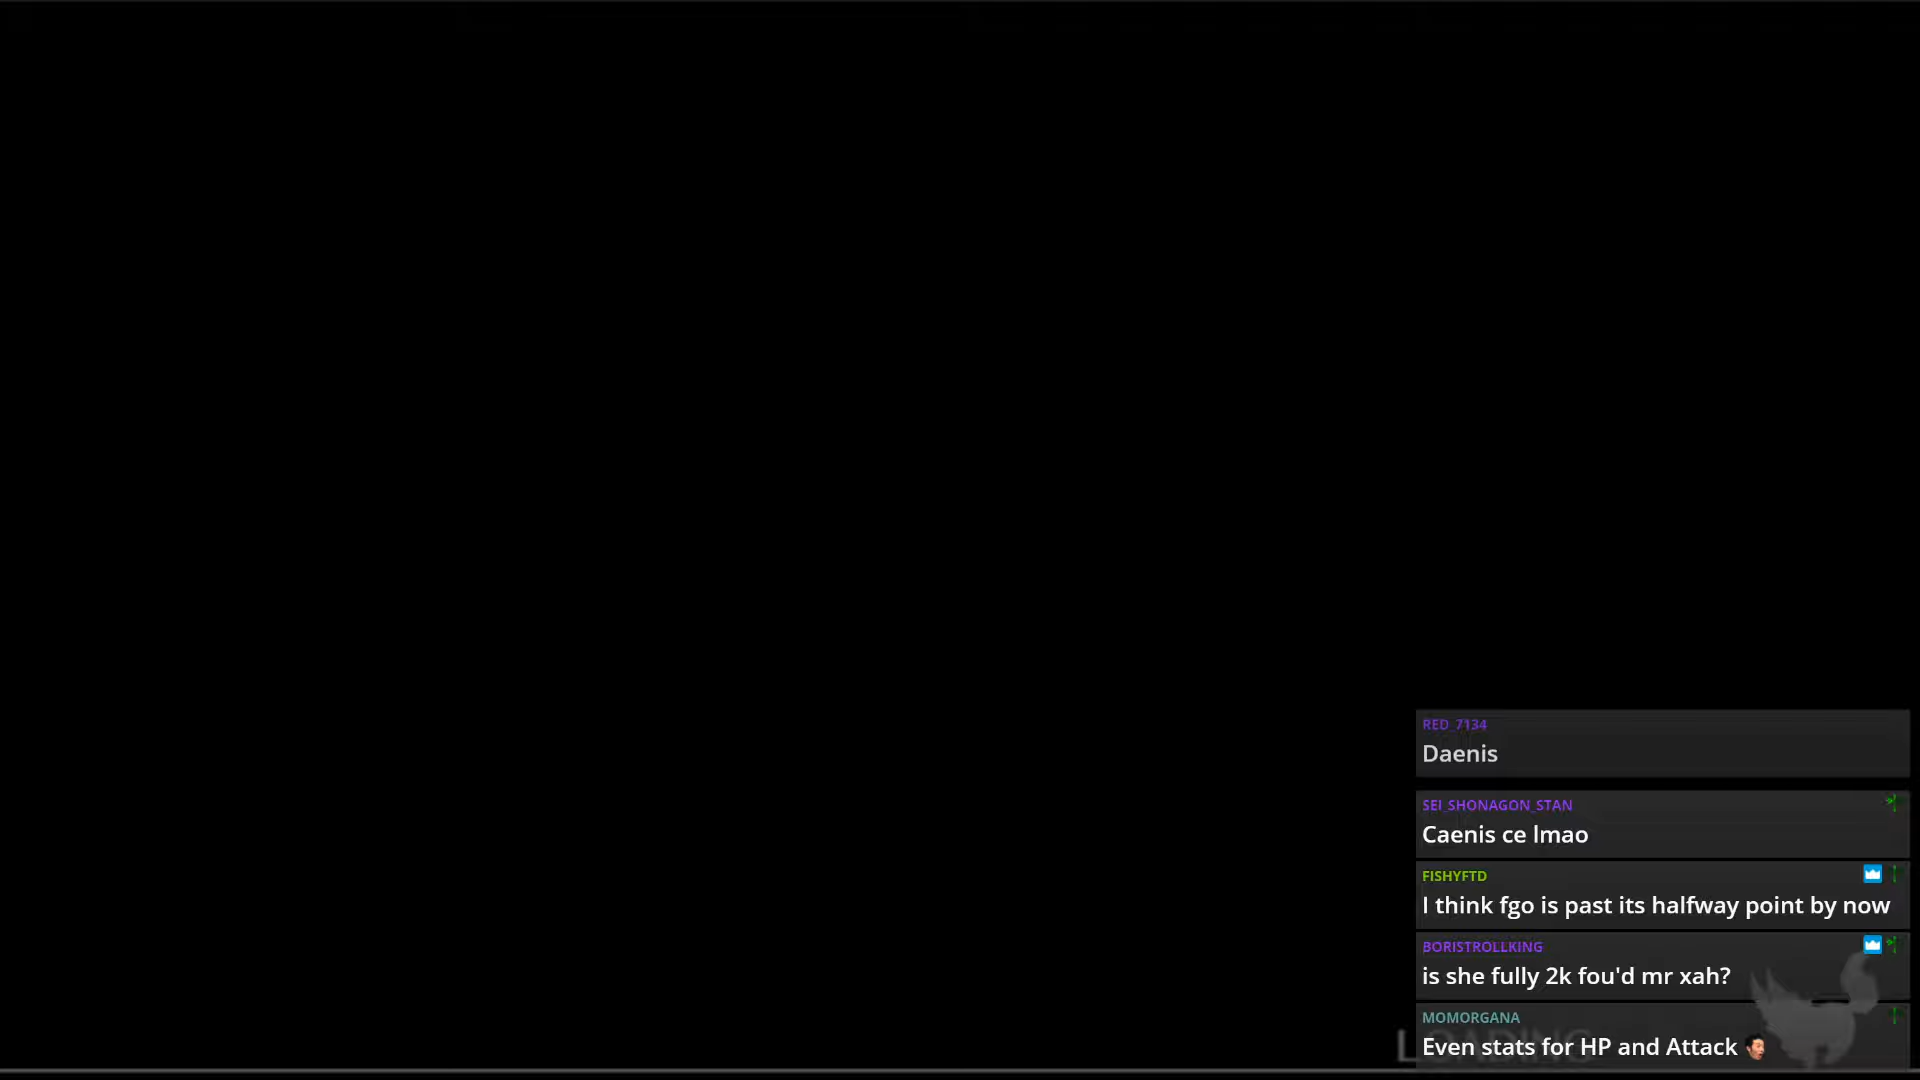 RED_7134
Daenis
SEI_SHONAGON_STAN
Caenis ce lmao
FISHYFTD
I think fgo is past its halfway point by now
BORISTROLLKING
is she fully 2k fou'd mr xah?
MOMORGANA
Even stats for HP and Attack
LOADING